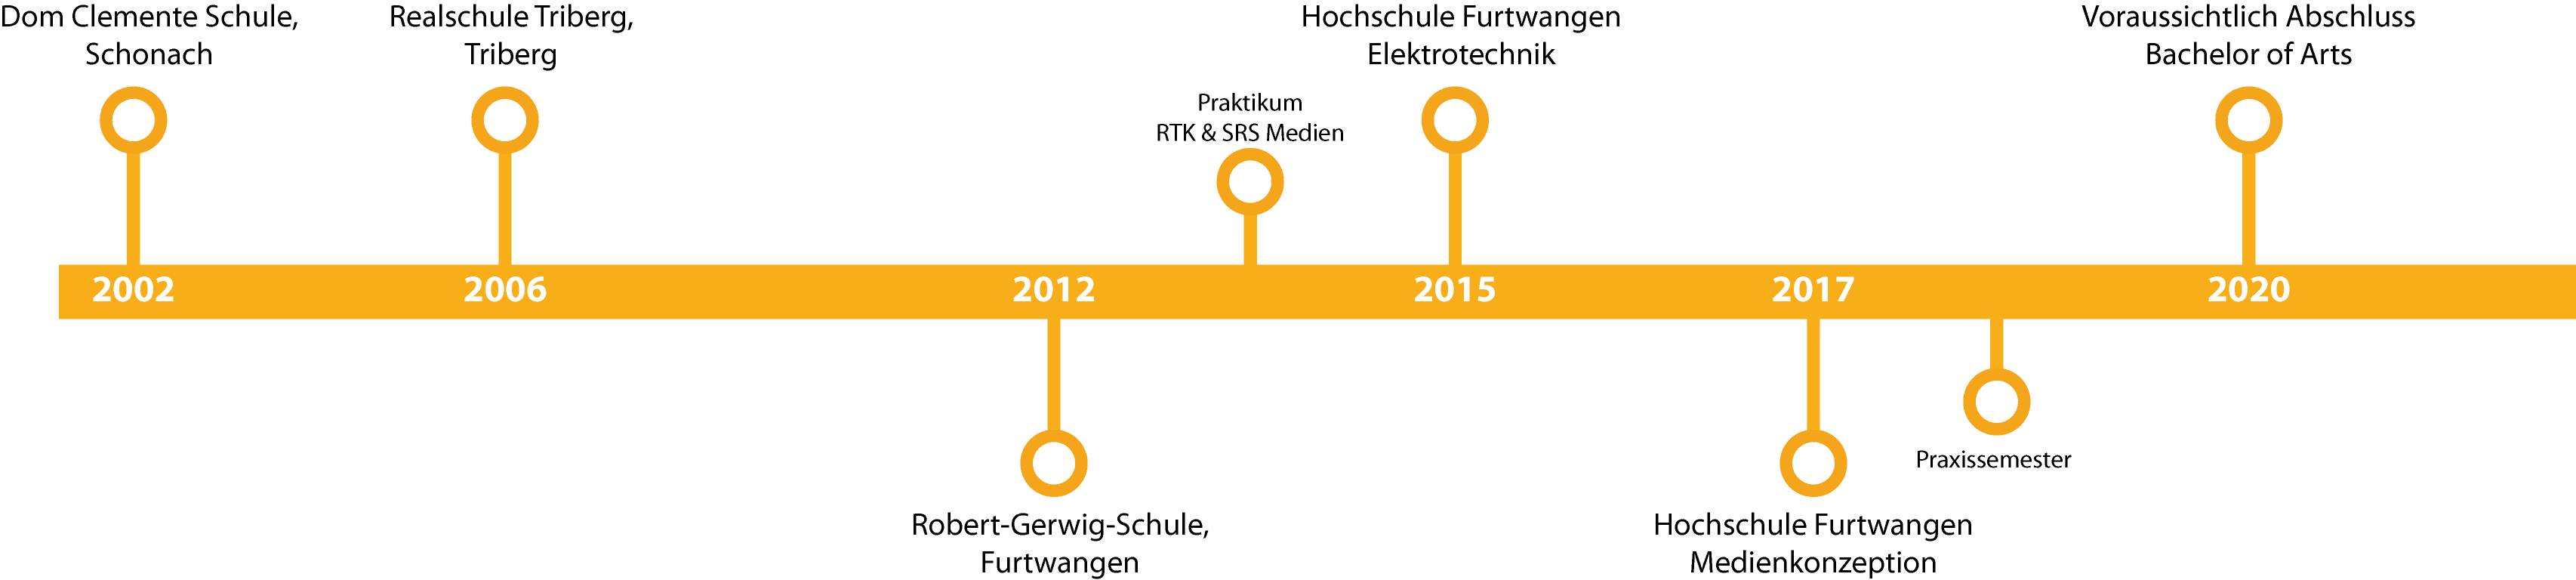 Dom Clemente Schule,
Schonach
Realschule Triberg,
Triberg
Praktikum
RTK & SRS Medien
Hochschule Furtwangen
Elektrotechnik
Voraussichtlich Abschluss
Bachelor of Arts
2002
2006
2012
2015
2017
2020
Robert-Gerwig-Schule,
Furtwangen
Hochschule Furtwangen
Medienkonzeption
Praxissemester